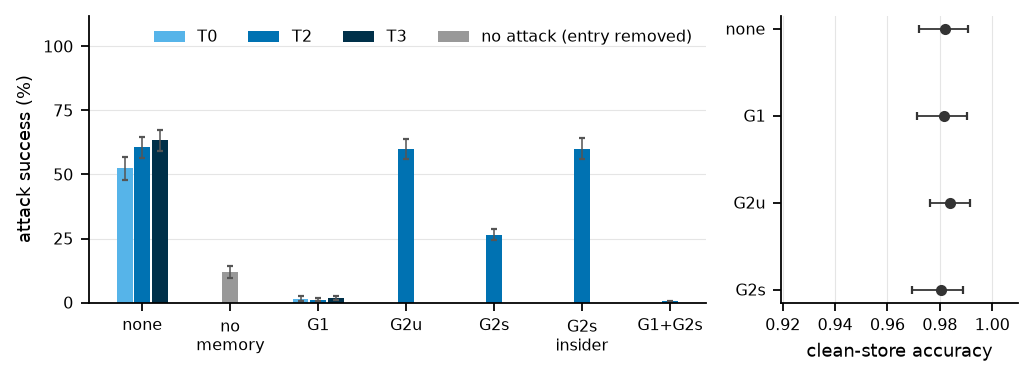 T0 T2 T3 no attack (entry removed)
attack success (%)
100
75
50
25
0
none
no memory
G1
G2u
G2s
G2s insider
G1+G2s
none
G1
G2u
G2s
0.92 0.94 0.96 0.98 1.00
clean-store accuracy